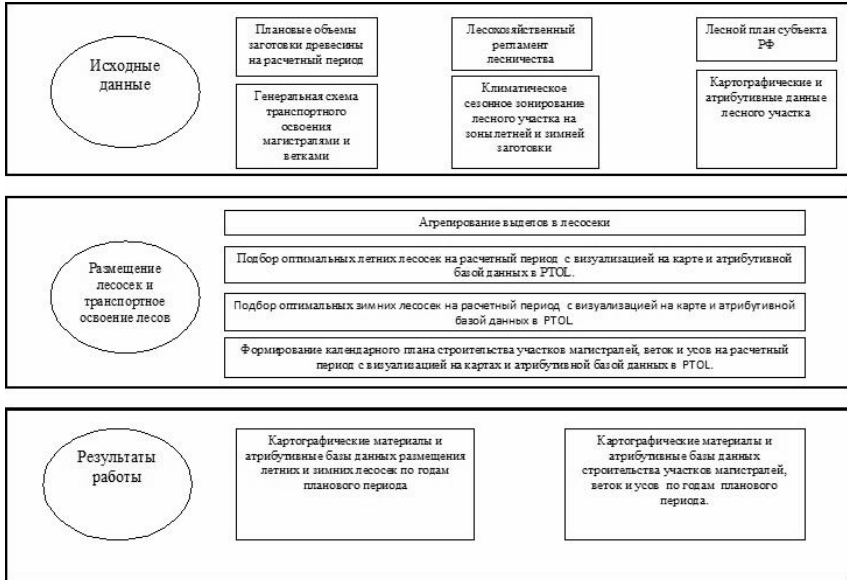 Исходные
данные
Плановые объемы
заготовки древесины
на расчетный период
Лесохозяйственный
регламент
лесничества
Лесной план субъекта
РФ
Генеральная схема
транспортного
освоения
магистралями и
ветками
Климатическое
сезонное зонирование
лесного участка на
зоны летней и зимней
заготовки
Картографические и
атрибутивные данные
лесного участка
Размещение
лесосек и
транспортное
освоение лесов
Агрегирование выделов в лесосеки
Подбор оптимальных летних лесосек на расчетный период с визуализацией на карте и атрибутивной
базой данных в PTOL.
Подбор оптимальных зимних лесосек на расчетный период с визуализацией на карте и атрибутивной
базой данных в PTOL
Формирование календарного плана строительства участков магистралей, веток и усов на расчетный
период с визуализацией на картах и атрибутивной базой данных в PTOL.
Результаты
работы
Картографические материалы и
атрибутивные базы данных размещения
летних и зимних лесосек по годам
планового периода
Картографические материалы и
атрибутивные базы данных
строительства участков магистралей,
веток и усов по годам планового
периода.